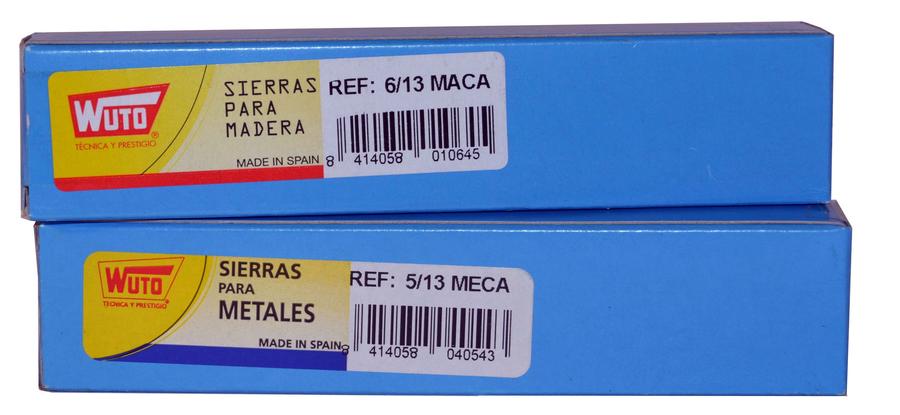 WUTO ®
TÉCNICA Y PRESTIGIO
SIERRAS
PARA
MADERA
MADE IN SPAIN
REF: 6/13 MACA
8 414058 010645
WUTO ®
TÉCNICA Y PRESTIGIO
SIERRAS
PARA
METALES
MADE IN SPAIN
REF: 5/13 MECA
8 414058 040543